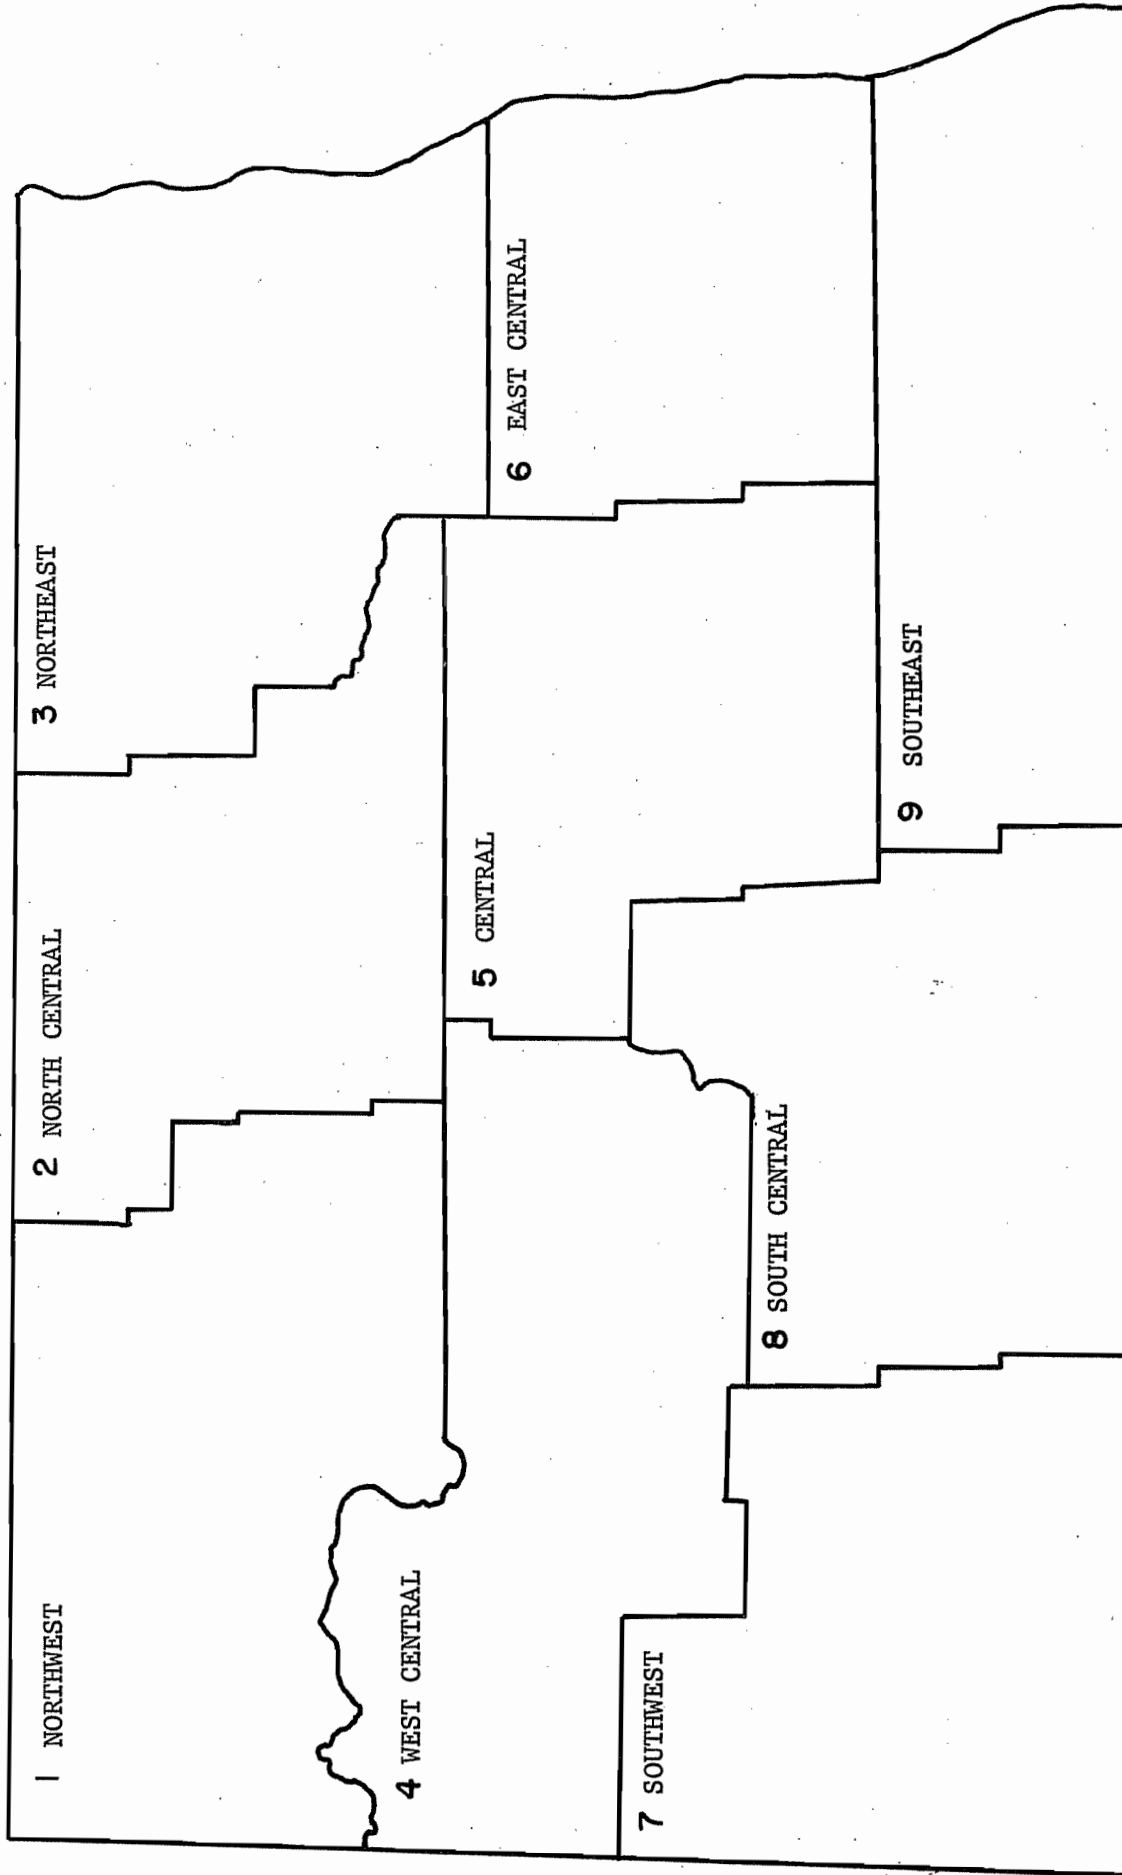 1 NORTHWEST
2 NORTH CENTRAL
3 NORTHEAST
4 WEST CENTRAL
5 CENTRAL
6 EAST CENTRAL
7 SOUTHWEST
8 SOUTH CENTRAL
9 SOUTHEAST